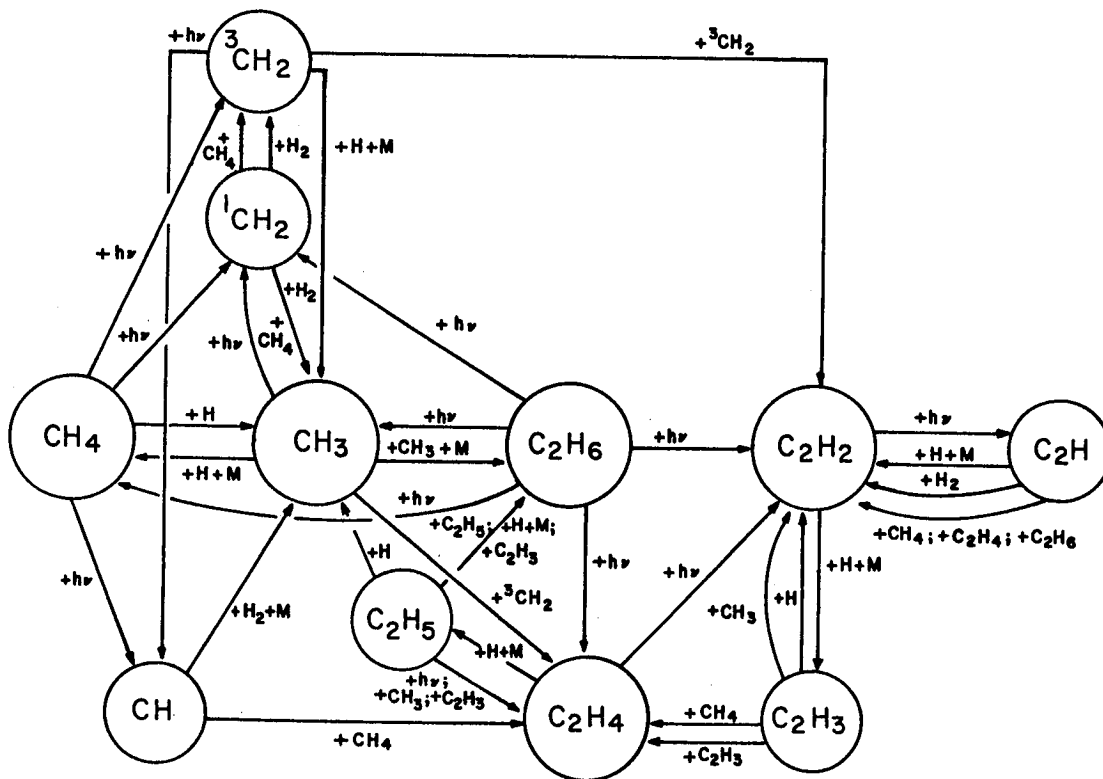 +hν
³CH₂
+³CH₂
+
CH₄
+H₂
+H+M
¹CH₂
+hν
+hν
+hν
+H₂
+
CH₄
+hν
CH₄
+H
+H+M
CH₃
+hν
+CH₃+M
C₂H₆
+hν
C₂H₂
+hν
+H+M
+H₂
C₂H
+hν
+C₂H₅; +H+M;
+C₂H₃
+CH₄; +C₂H₄; +C₂H₆
+hν
+H
+hν
+hν
+H+M
+H₂+M
C₂H₅
+³CH₂
+CH₃
+H
+H+M
+hν;
+CH₃;+C₂H₃
CH
+CH₄
C₂H₄
+CH₄
+C₂H₃
C₂H₃